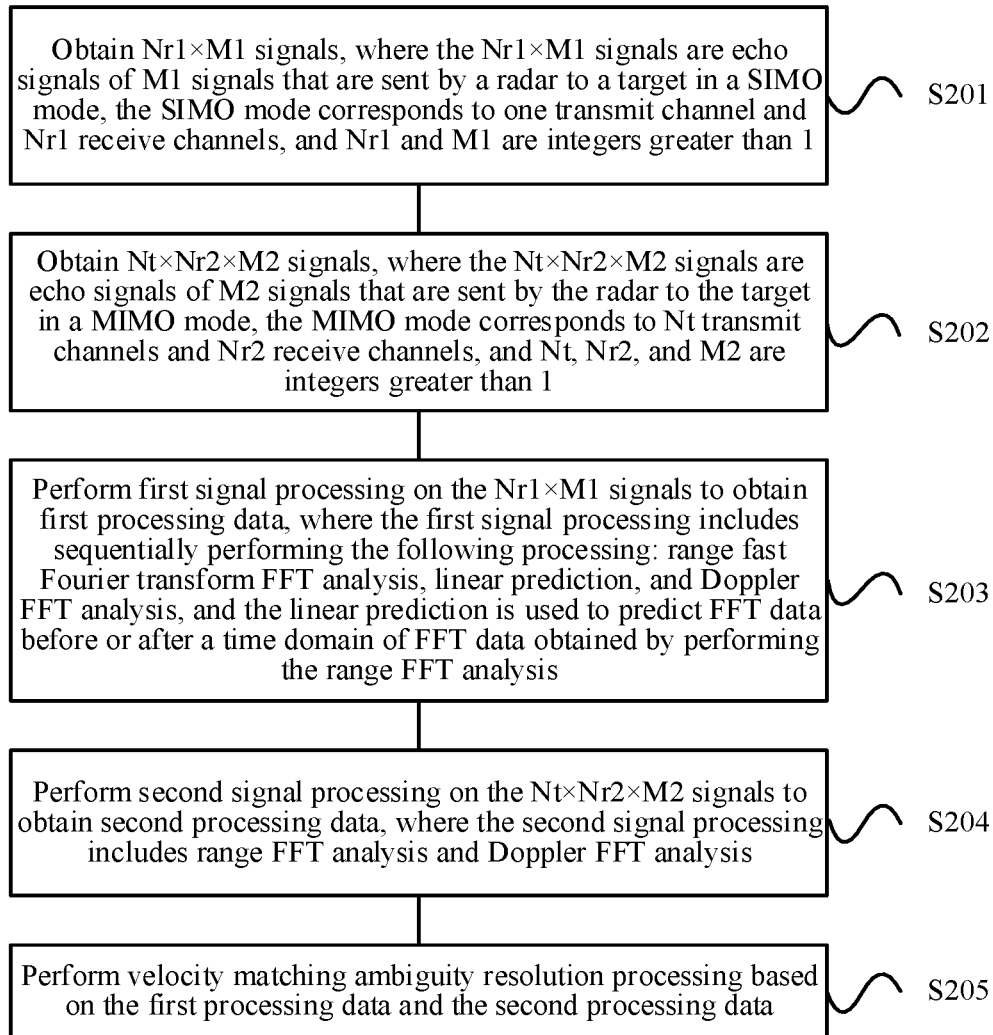 Obtain Nr1×M1 signals, where the Nr1×M1 signals are echo
signals of M1 signals that are sent by a radar to a target in a SIMO
mode, the SIMO mode corresponds to one transmit channel and
Nr1 receive channels, and Nr1 and M1 are integers greater than 1
S201
Obtain Nt×Nr2×M2 signals, where the Nt×Nr2×M2 signals are
echo signals of M2 signals that are sent by the radar to the target
in a MIMO mode, the MIMO mode corresponds to Nt transmit
channels and Nr2 receive channels, and Nt, Nr2, and M2 are
integers greater than 1
S202
Perform first signal processing on the Nr1×M1 signals to obtain
first processing data, where the first signal processing includes
sequentially performing the following processing: range fast
Fourier transform FFT analysis, linear prediction, and Doppler
FFT analysis, and the linear prediction is used to predict FFT data
before or after a time domain of FFT data obtained by performing
the range FFT analysis
S203
Perform second signal processing on the Nt×Nr2×M2 signals to
obtain second processing data, where the second signal processing
includes range FFT analysis and Doppler FFT analysis
S204
Perform velocity matching ambiguity resolution processing based
on the first processing data and the second processing data
S205